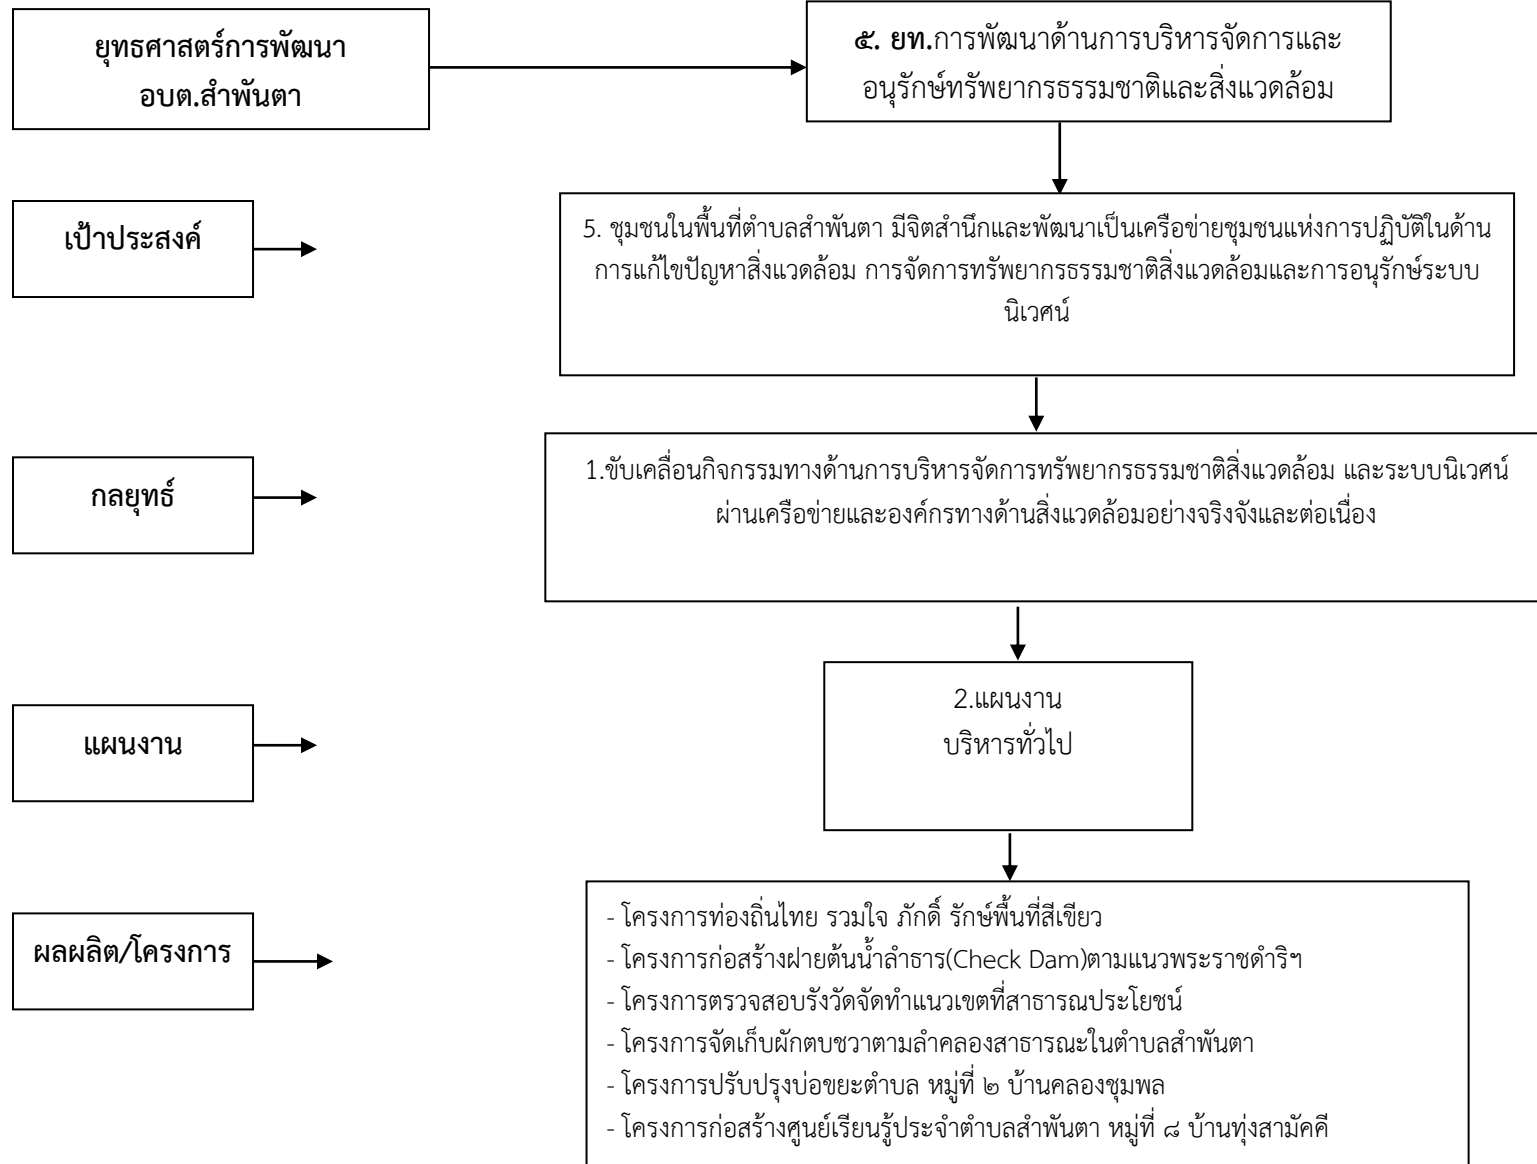 ยุทธศาสตร์การพัฒนา
อบต.สำพันตา
๕. ยท.การพัฒนาด้านการบริหารจัดการและ
อนุรักษ์ทรัพยากรธรรมชาติและสิ่งแวดล้อม
เป้าประสงค์
5. ชุมชนในพื้นที่ตำบลสำพันตา มีจิตสำนึกและพัฒนาเป็นเครือข่ายชุมชนแห่งการปฏิบัติในด้าน
การแก้ไขปัญหาสิ่งแวดล้อม การจัดการทรัพยากรธรรมชาติสิ่งแวดล้อมและการอนุรักษ์ระบบ
นิเวศน์
กลยุทธ์
1.ขับเคลื่อนกิจกรรมทางด้านการบริหารจัดการทรัพยากรธรรมชาติสิ่งแวดล้อม และระบบนิเวศน์
ผ่านเครือข่ายและองค์กรทางด้านสิ่งแวดล้อมอย่างจริงจังและต่อเนื่อง
แผนงาน
2.แผนงาน
บริหารทั่วไป
ผลผลิต/โครงการ
- โครงการท่องถิ่นไทย รวมใจ ภักดิ์ รักษ์พื้นที่สีเขียว
- โครงการก่อสร้างฝายต้นน้ำลำธาร(Check Dam)ตามแนวพระราชดำริฯ
- โครงการตรวจสอบรังวัดจัดทำแนวเขตที่สาธารณประโยชน์
- โครงการจัดเก็บผักตบชวาตามลำคลองสาธารณะในตำบลสำพันตา
- โครงการปรับปรุงบ่อขยะตำบล หมู่ที่ ๒ บ้านคลองชุมพล
- โครงการก่อสร้างศูนย์เรียนรู้ประจำตำบลสำพันตา หมู่ที่ ๘ บ้านทุ่งสามัคคี